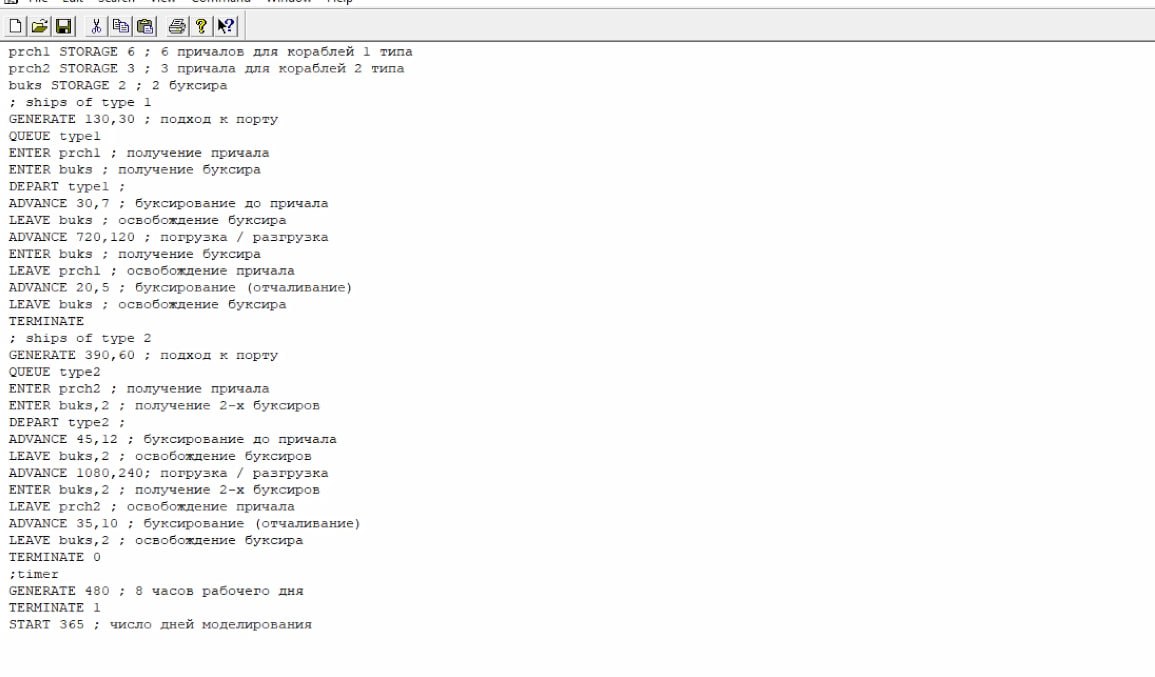 File Edit Search View Command Window Help
prch1 STORAGE 6 ; 6 причалов для кораблей 1 типа
prch2 STORAGE 3 ; 3 причала для кораблей 2 типа
buks STORAGE 2 ; 2 буксира
; ships of type 1
GENERATE 130,30 ; подход к порту
QUEUE type1
ENTER prch1 ; получение причала
ENTER buks ; получение буксира
DEPART type1 ;
ADVANCE 30,7 ; буксирование до причала
LEAVE buks ; освобождение буксира
ADVANCE 720,120 ; погрузка / разгрузка
ENTER buks ; получение буксира
LEAVE prch1 ; освобождение причала
ADVANCE 20,5 ; буксирование (отчаливание)
LEAVE buks ; освобождение буксира
TERMINATE
; ships of type 2
GENERATE 390,60 ; подход к порту
QUEUE type2
ENTER prch2 ; получение причала
ENTER buks,2 ; получение 2-х буксиров
DEPART type2 ;
ADVANCE 45,12 ; буксирование до причала
LEAVE buks,2 ; освобождение буксиров
ADVANCE 1080,240; погрузка / разгрузка
ENTER buks,2 ; получение 2-х буксиров
LEAVE prch2 ; освобождение причала
ADVANCE 35,10 ; буксирование (отчаливание)
LEAVE buks,2 ; освобождение буксира
TERMINATE 0
;timer
GENERATE 480 ; 8 часов рабочего дня
TERMINATE 1
START 365 ; число дней моделирования